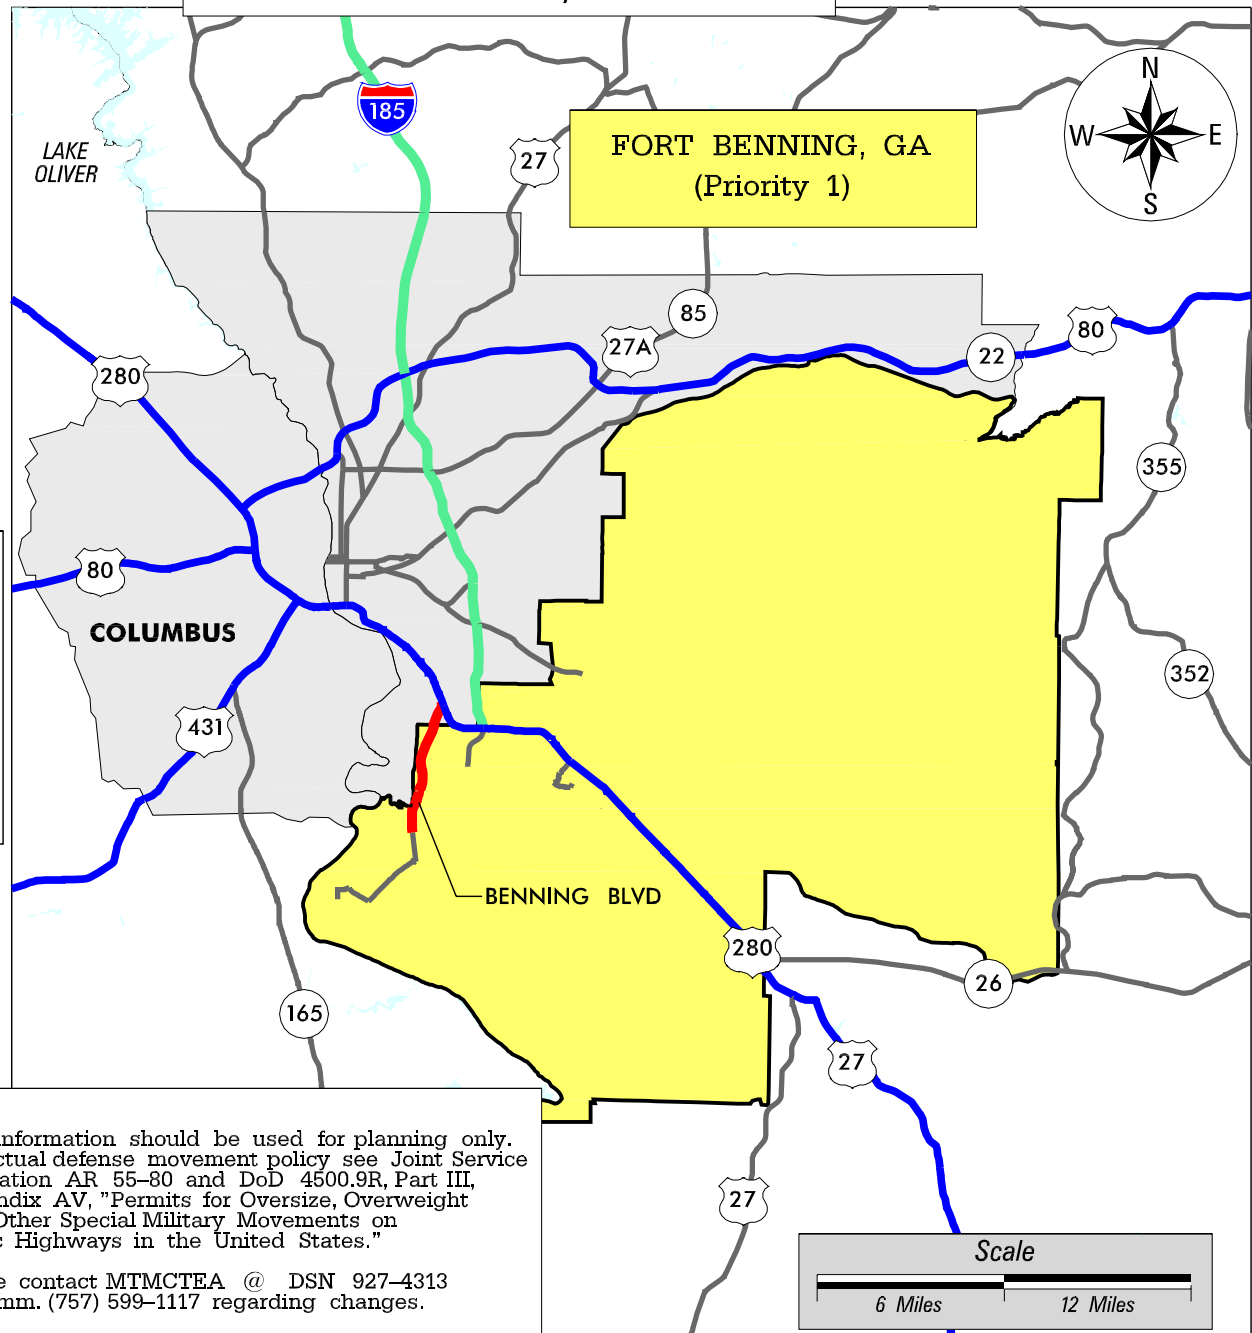 N
W
E
S
185
LAKE
OLIVER
27
FORT BENNING, GA
(Priority 1)
85
27A
22
80
280
355
80
COLUMBUS
352
431
BENNING BLVD
280
26
165
27
27
information should be used for planning only.
ctual defense movement policy see Joint Service
ation AR 55–80 and DoD 4500.9R, Part III,
ndix AV, "Permits for Oversize, Overweight
Other Special Military Movements on
c Highways in the United States."
e contact MTMCTEA @ DSN 927–4313
mm. (757) 599–1117 regarding changes.
Scale
6 Miles
12 Miles